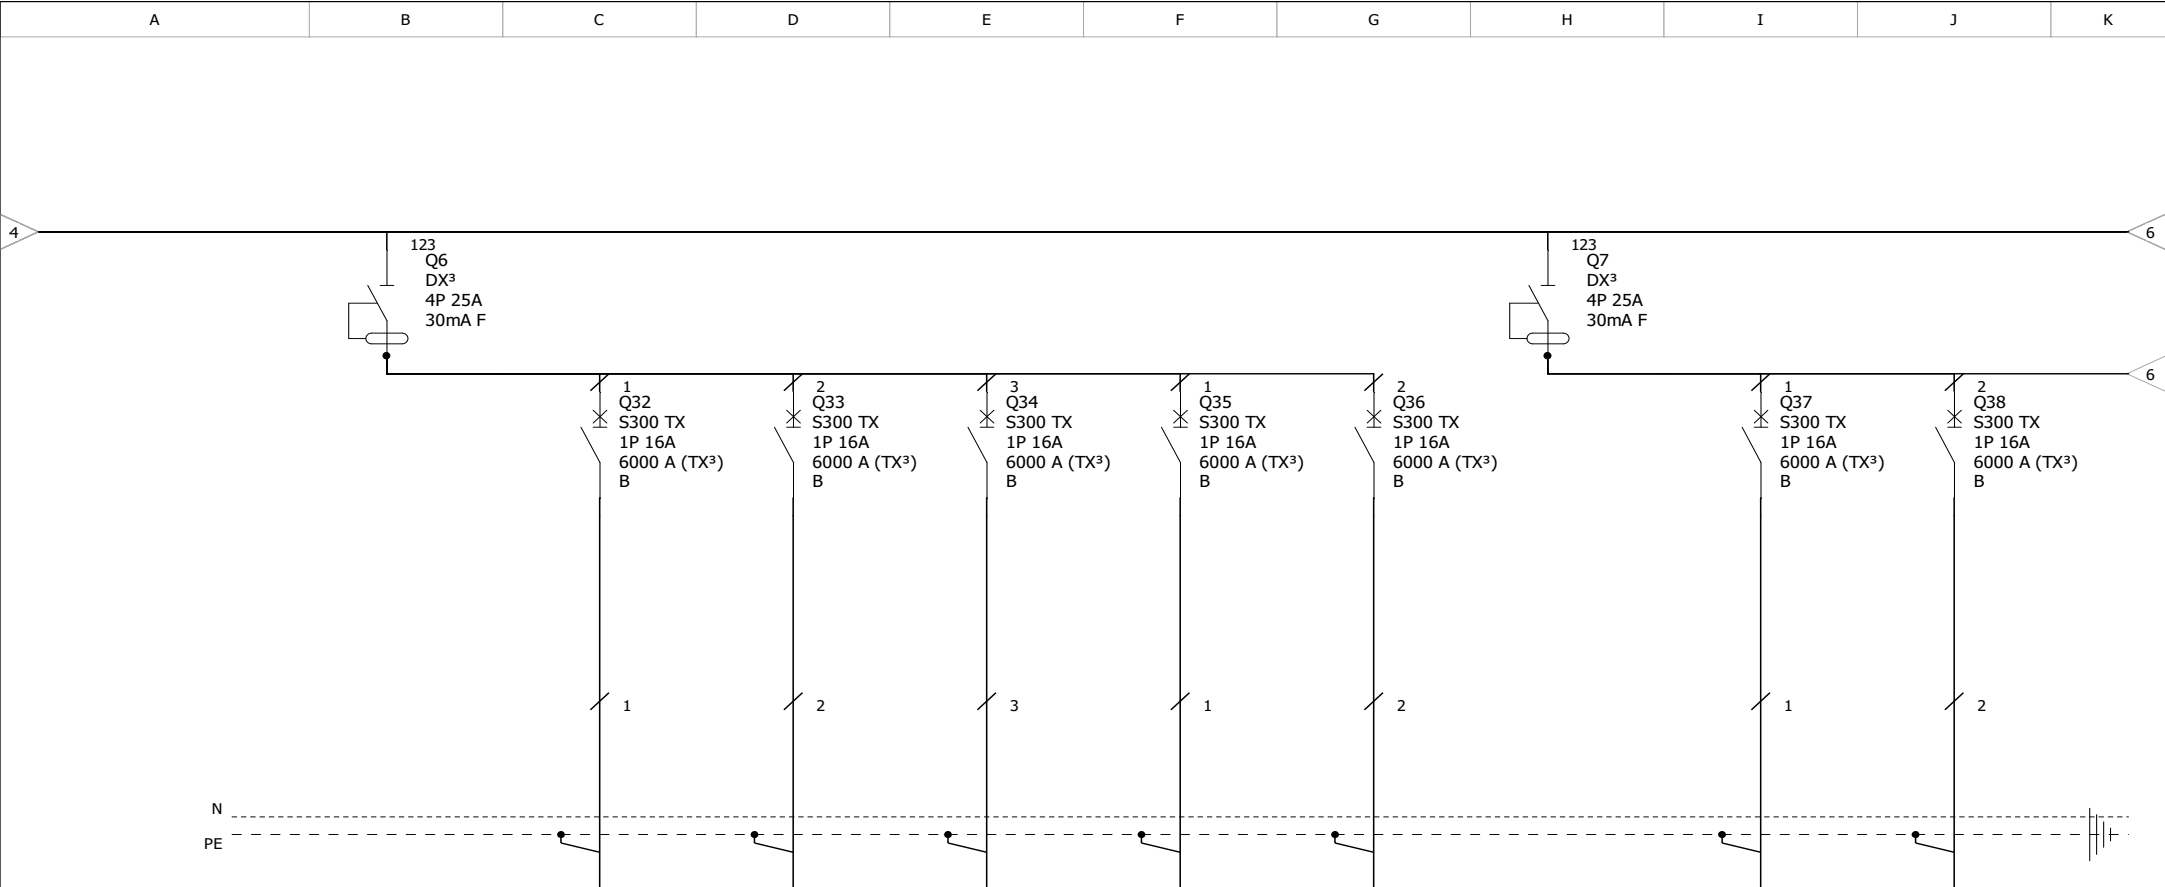 A
B
C
D
E
F
G
H
I
J
K
4
6
123
Q6
DX³
4P 25A
30mA F
123
Q7
DX³
4P 25A
30mA F
6
1
Q32
S300 TX
1P 16A
6000 A (TX³)
B
2
Q33
S300 TX
1P 16A
6000 A (TX³)
B
3
Q34
S300 TX
1P 16A
6000 A (TX³)
B
1
Q35
S300 TX
1P 16A
6000 A (TX³)
B
2
Q36
S300 TX
1P 16A
6000 A (TX³)
B
1
Q37
S300 TX
1P 16A
6000 A (TX³)
B
2
Q38
S300 TX
1P 16A
6000 A (TX³)
B
1
2
3
1
2
1
2
N
PE